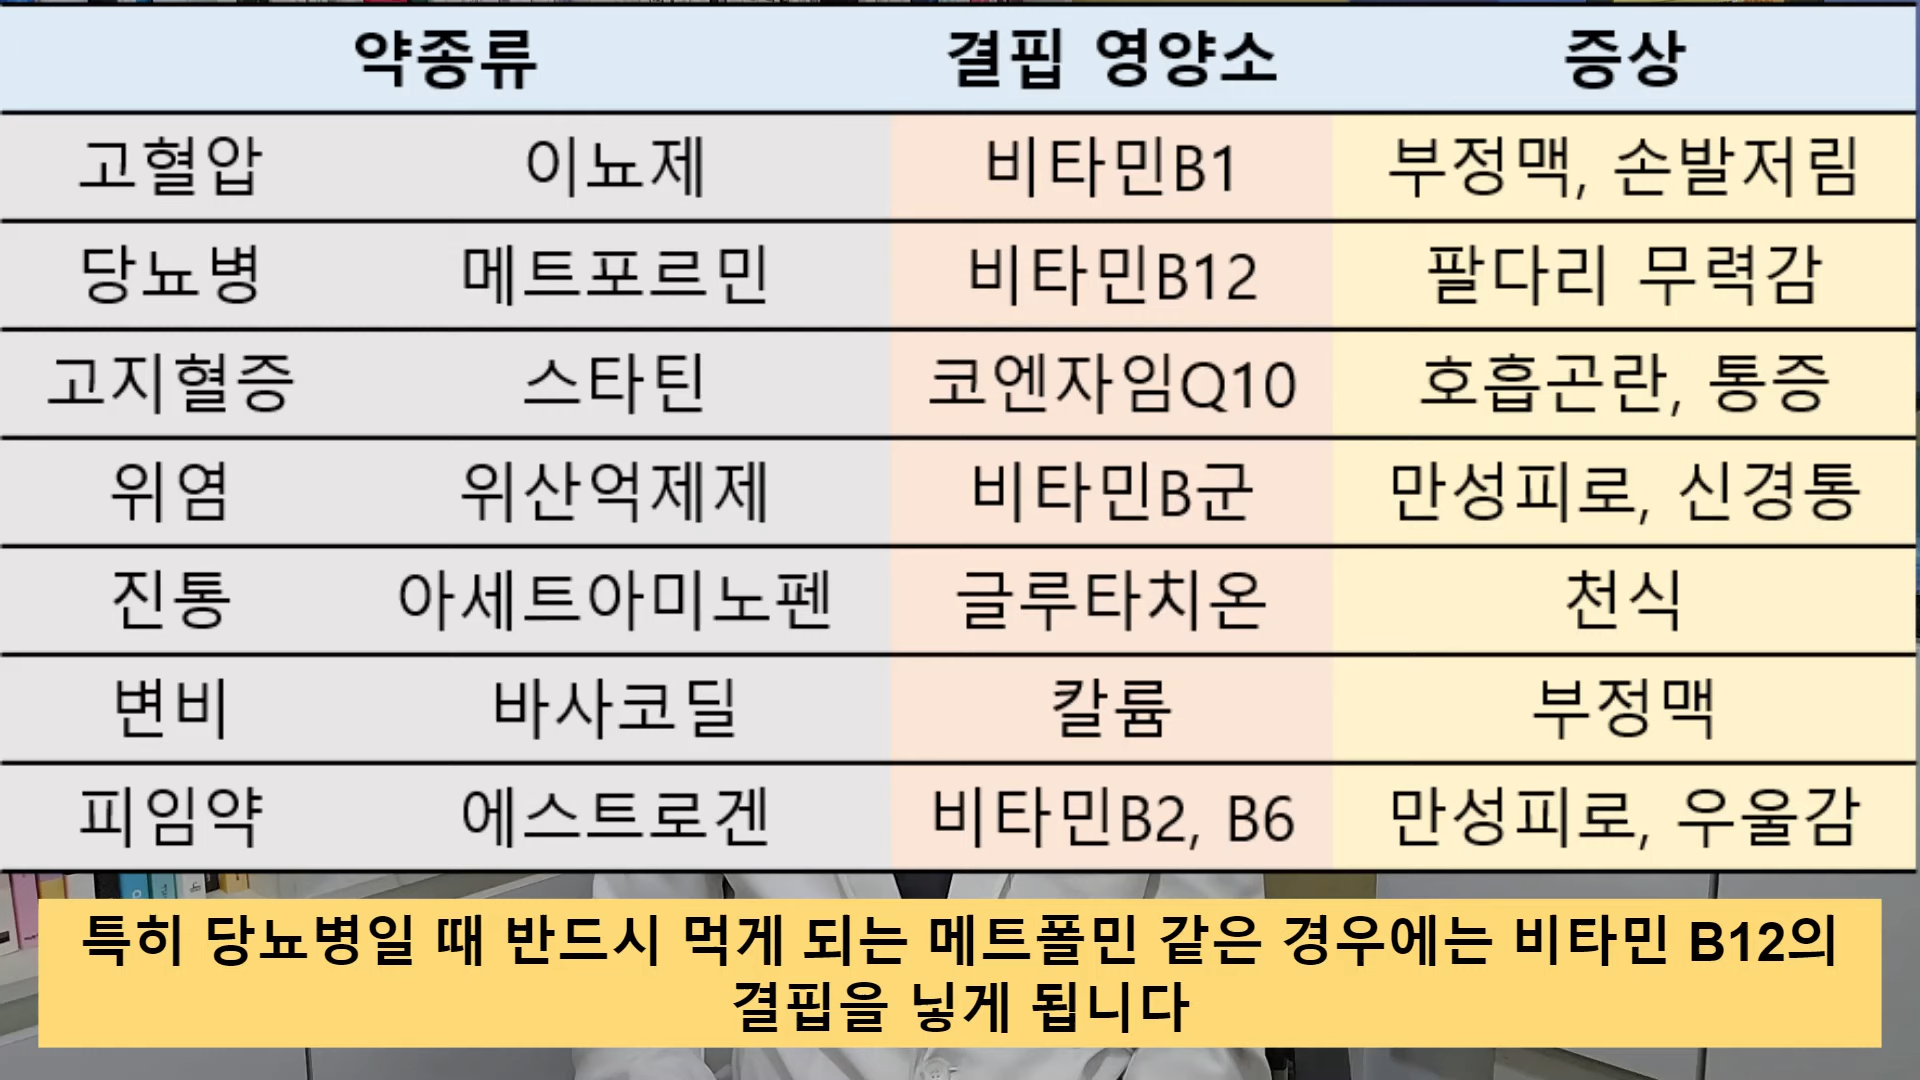 약종류 결핍 영양소 증상
고혈압 이뇨제 비타민B1 부정맥, 손발저림
당뇨병 메트포르민 비타민B12 팔다리 무력감
고지혈증 스타틴 코엔자임Q10 호흡곤란, 통증
위염 위산억제제 비타민B군 만성피로, 신경통
진통 아세트아미노펜 글루타치온 천식
변비 바사코딜 칼륨 부정맥
피임약 에스트로겐 비타민B2, B6 만성피로, 우울감
특히 당뇨병일 때 반드시 먹게 되는 메트폴민 같은 경우에는 비타민 B12의
결핍을 닣게 됩니다